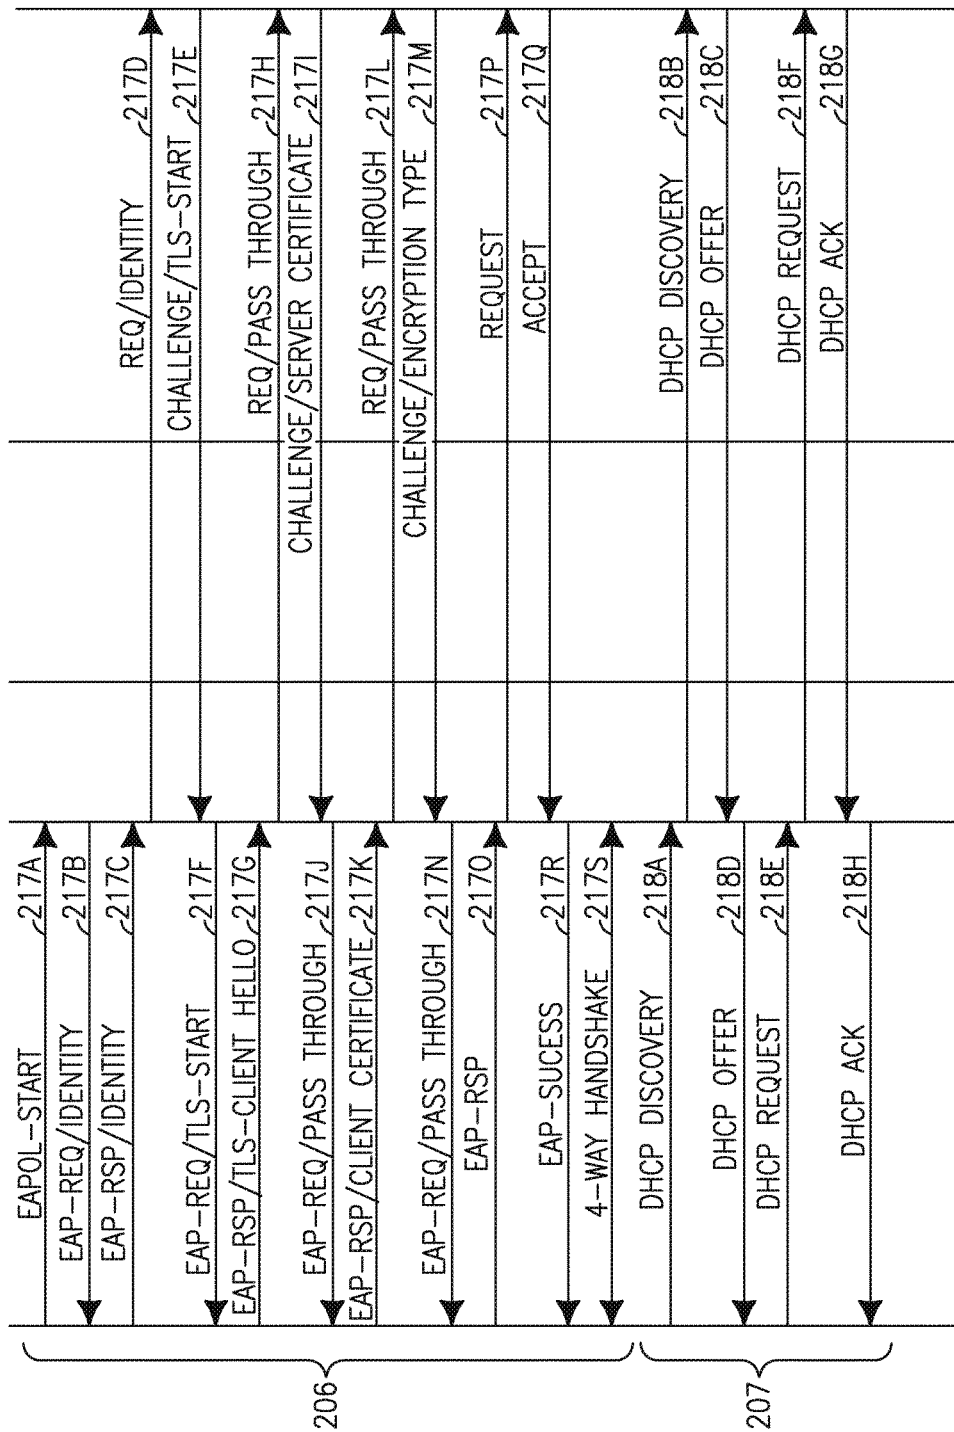 EAPOL-START 217A
EAP-REQ/IDENTITY 217B
EAP-RSP/IDENTITY 217C
REQ/IDENTITY 217D
CHALLENGE/TLS-START 217E
EAP-REQ/TLS-START 217F
EAP-RSP/TLS-CLIENT HELLO 217G
REQ/PASS THROUGH 217H
CHALLENGE/SERVER CERTIFICATE 217I
EAP-REQ/PASS THROUGH 217J
EAP-RSP/CLIENT CERTIFICATE 217K
REQ/PASS THROUGH 217L
CHALLENGE/ENCRYPTION TYPE 217M
EAP-REQ/PASS THROUGH 217N
EAP-RSP 217O
REQUEST 217P
ACCEPT 217Q
EAP-SUCESS 217R
4-WAY HANDSHAKE 217S
206
DHCP DISCOVERY 218A
DHCP DISCOVERY 218B
DHCP OFFER 218C
DHCP OFFER 218D
DHCP REQUEST 218E
DHCP REQUEST 218F
DHCP ACK 218G
DHCP ACK 218H
207